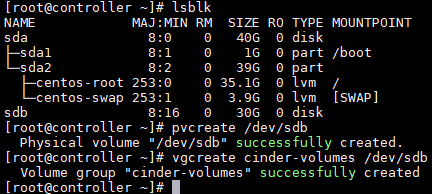 [root@controller ~]# lsblk
NAME            MAJ:MIN RM  SIZE RO TYPE MOUNTPOINT
sda               8:0    0   40G  0 disk
├─sda1            8:1    0    1G  0 part /boot
└─sda2            8:2    0   39G  0 part
  ├─centos-root 253:0    0 35.1G  0 lvm  /
  └─centos-swap 253:1    0  3.9G  0 lvm  [SWAP]
sdb               8:16   0   30G  0 disk
[root@controller ~]# pvcreate /dev/sdb
  Physical volume "/dev/sdb" successfully created.
[root@controller ~]# vgcreate cinder-volumes /dev/sdb
  Volume group "cinder-volumes" successfully created
[root@controller ~]#